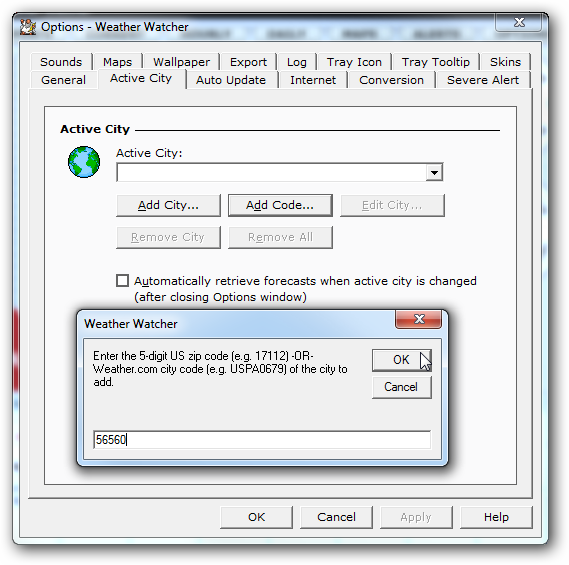 Options - Weather Watcher
Sounds Maps Wallpaper Export Log Tray Icon Tray Tooltip Skins
General Active City Auto Update Internet Conversion Severe Alert
Active City
Active City:
Add City... Add Code... Edit City...
Remove City Remove All
Automatically retrieve forecasts when active city is changed
(after closing Options window)
Weather Watcher
Enter the 5-digit US zip code (e.g. 17112) -OR-
Weather.com city code (e.g. USPA0679) of the city to
add.
OK
Cancel
56560
OK Cancel Apply Help